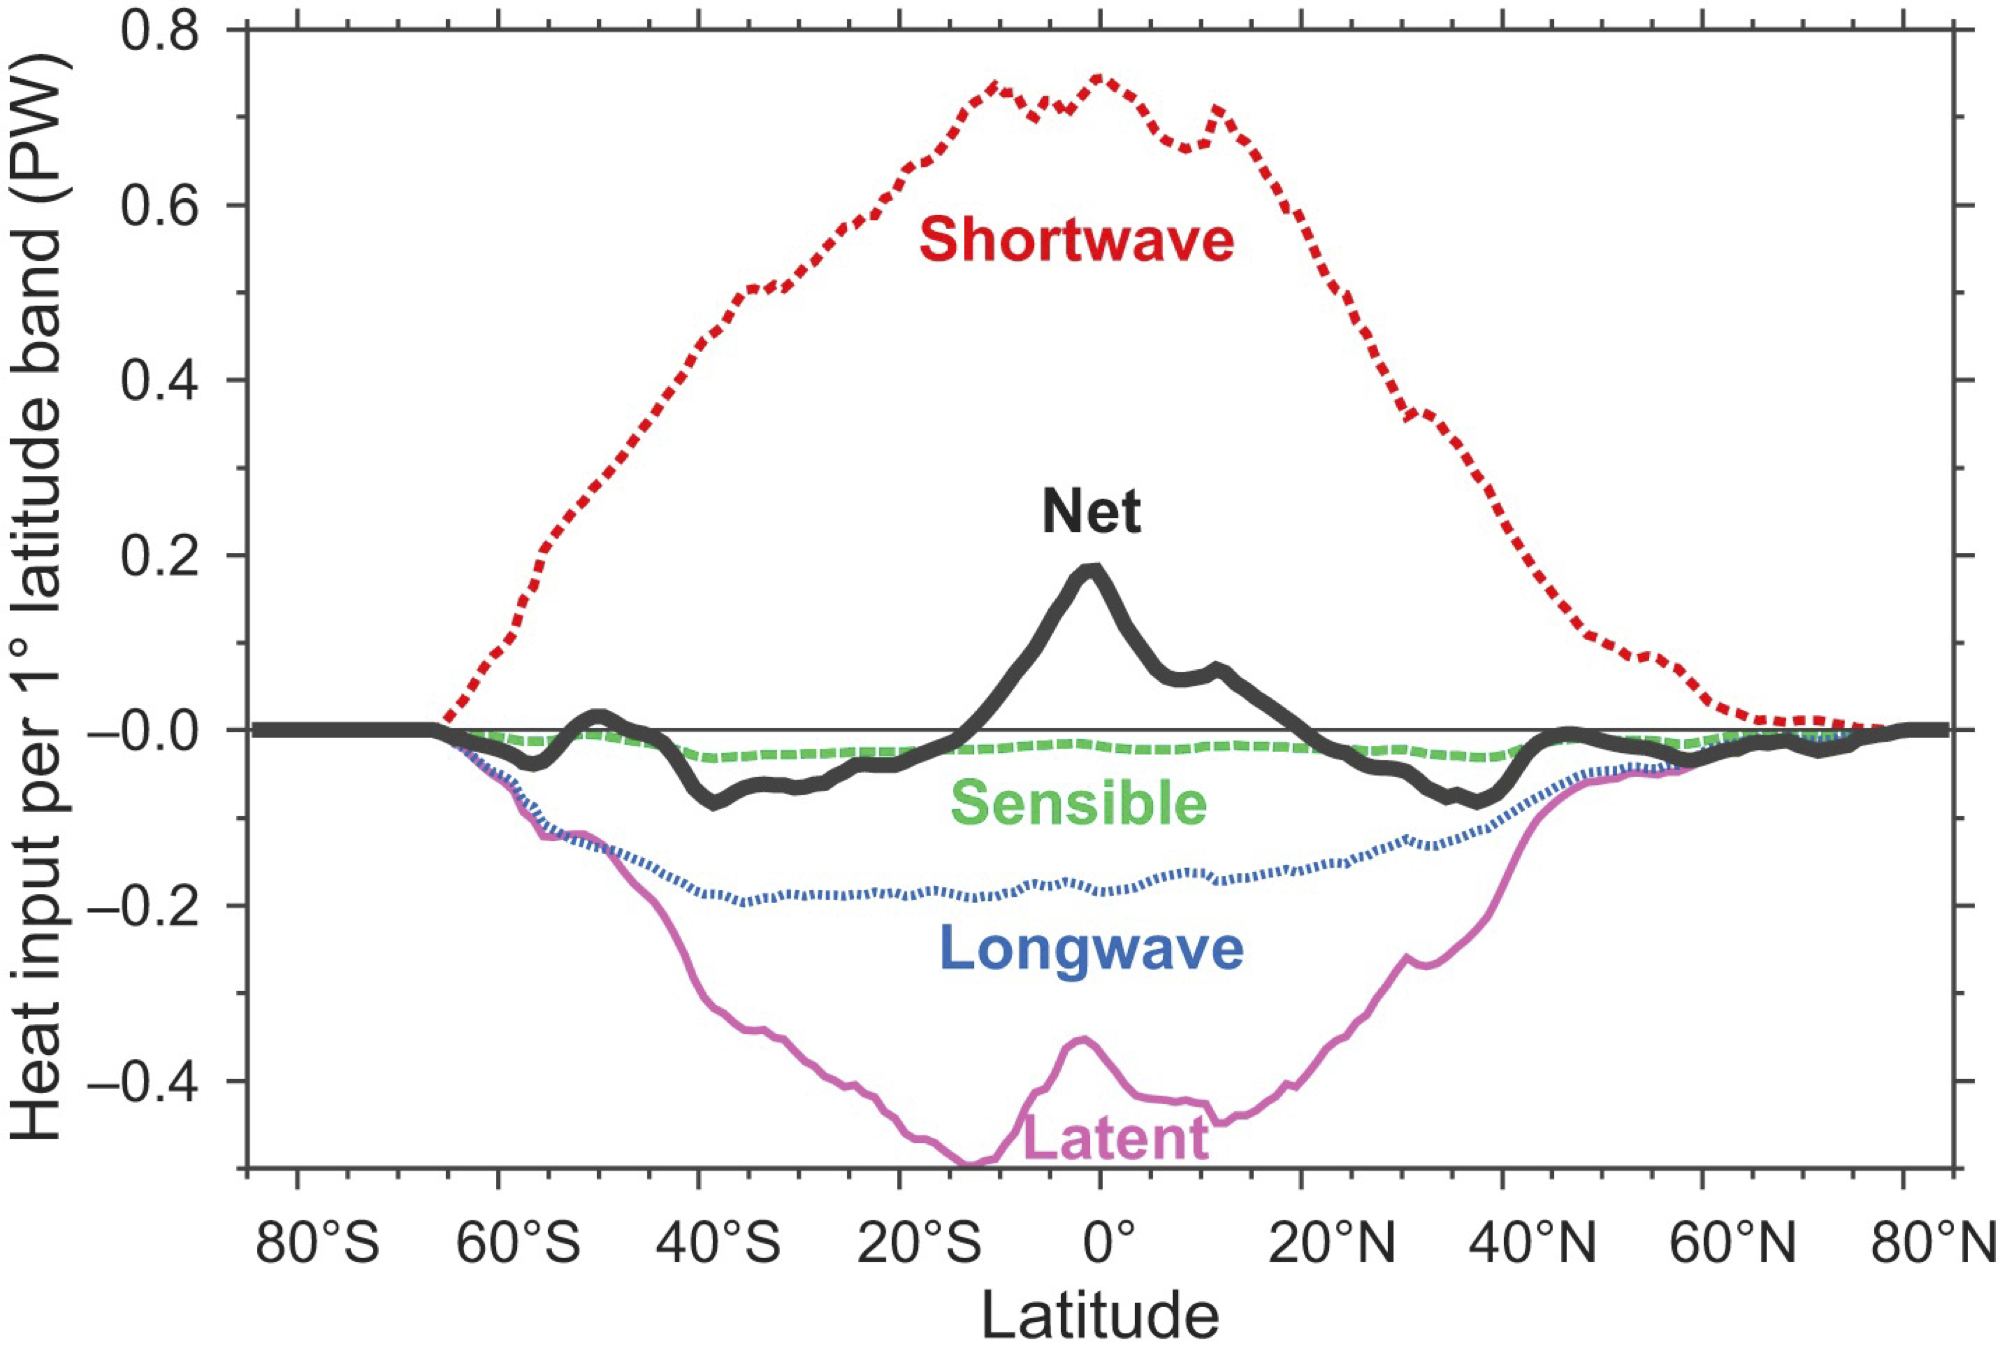 Heat input per 1° latitude band (PW)
0.8
0.6
0.4
0.2
–0.0
–0.2
–0.4
Shortwave
Net
Sensible
Longwave
Latent
80°S 60°S 40°S 20°S 0° 20°N 40°N 60°N 80°N
Latitude